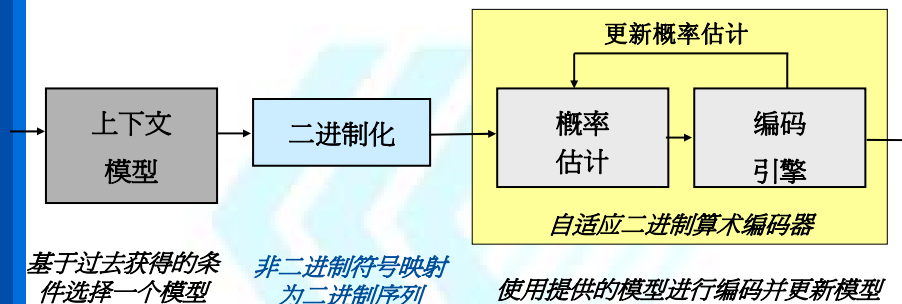 更新概率估计
上下文
模型
二进制化
概率
估计
编码
引擎
自适应二进制算术编码器
基于过去获得的条
件选择一个模型
非二进制符号映射
为二进制序列
使用提供的模型进行编码并更新模型